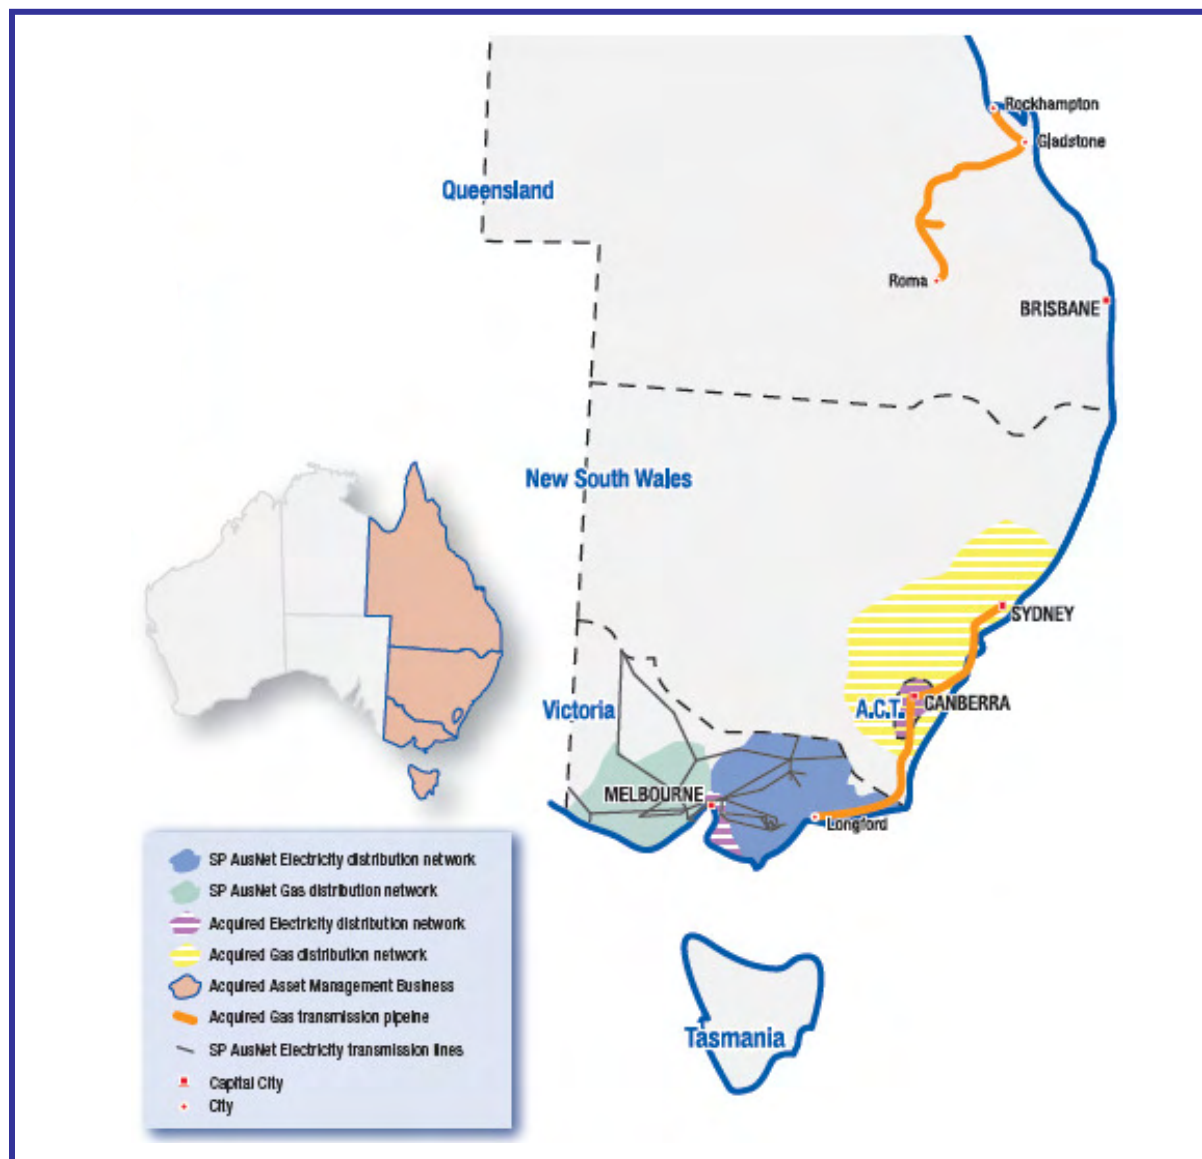 Rockhampton
Gladstone
Queensland
Roma
BRISBANE
New South Wales
SYDNEY
A.C.T.
CANBERRA
Victoria
MELBOURNE
Longford
SP AusNet Electricity distribution network
SP AusNet Gas distribution network
Acquired Electricity distribution network
Acquired Gas distribution network
Acquired Asset Management Business
Acquired Gas transmission pipeine
SP AusNet Electricity transmission lines
Capital City
City
Tasmania